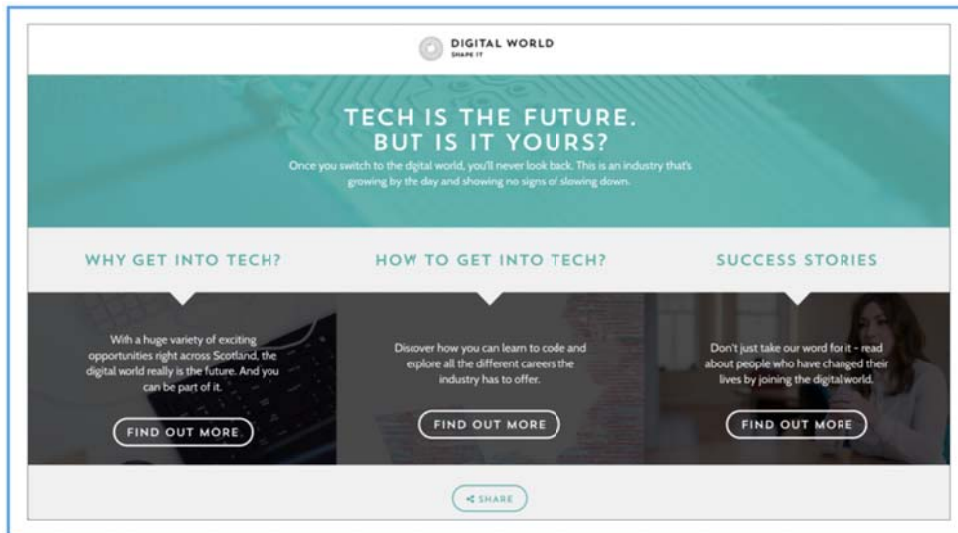 DIGITAL WORLD
SHAPE IT
TECH IS THE FUTURE.
BUT IS IT YOURS?
Once you switch to the digital world, you'll never look back. This is an industry that's
growing by the day and showing no signs of slowing down.
WHY GET INTO TECH?
With a huge variety of exciting
opportunities right across Scotland, the
digital world really is the future. And you
can be part of it.
FIND OUT MORE
HOW TO GET INTO TECH?
Discover how you can learn to code and
explore all the different careers the
industry has to offer.
FIND OUT MORE
SUCCESS STORIES
Don't just take our word for it - read
about people who have changed their
lives by joining the digital world.
FIND OUT MORE
SHARE